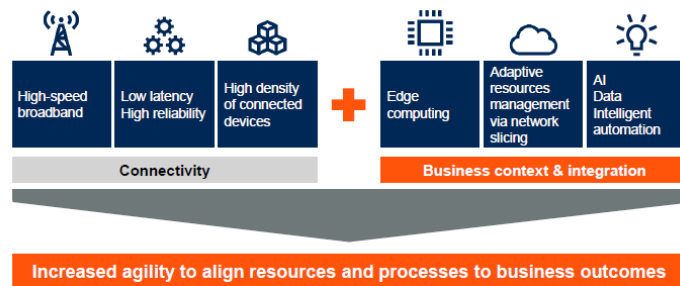 High-speed
broadband
Low latency
High reliability
High density
of connected
devices
Edge
computing
Adaptive
resources
management
via network
slicing
AI
Data
Intelligent
automation
Connectivity
Business context & integration
Increased agility to align resources and processes to business outcomes